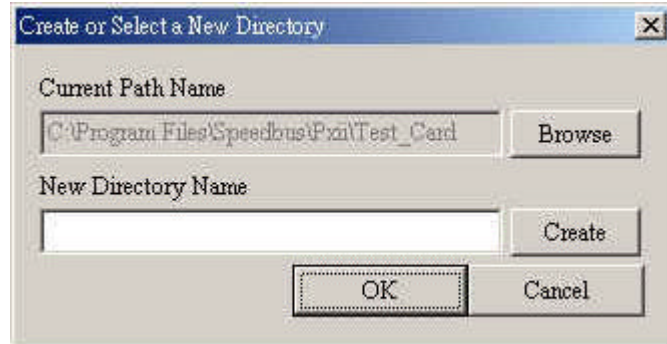 Create or Select a New Directory
Current Path Name
C:\Program Files\Speedbus\Pxii\Test_Card
Browse
New Directory Name
Create
OK
Cancel